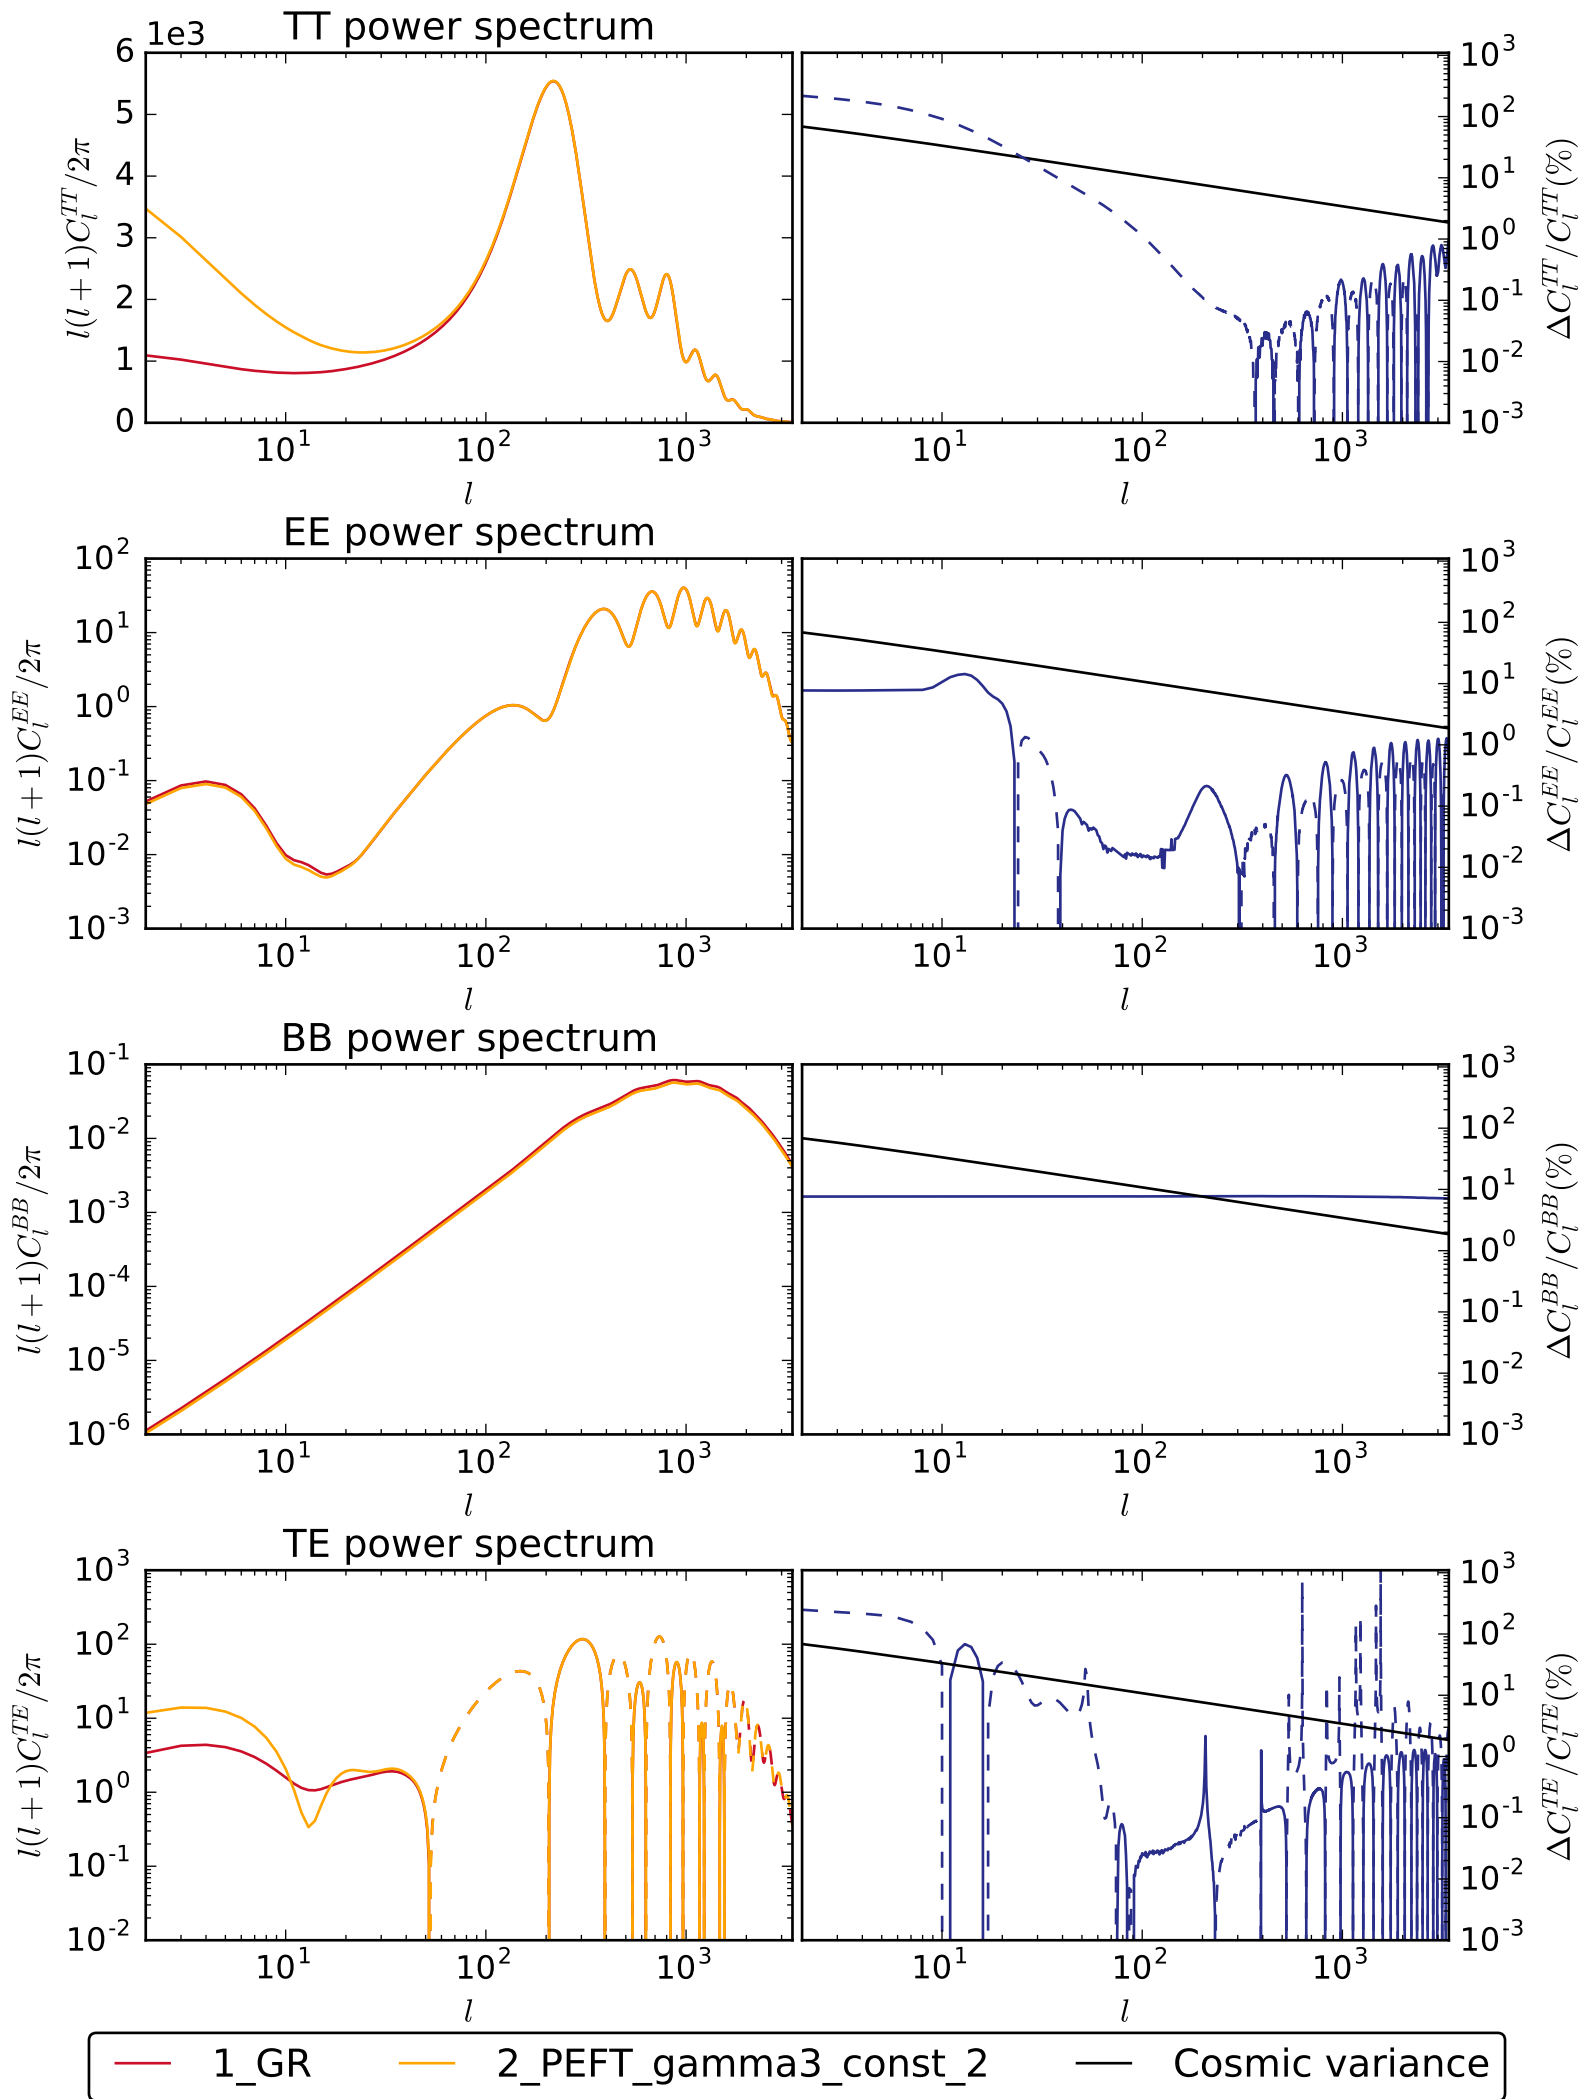 TT power spectrum
1e3
6
5
4
3
2
1
0
l(l + 1)C_l^{TT}/2π
10^1 10^2 10^3
l
10^3
10^2
10^1
10^0
10^-1
10^-2
10^-3
ΔC_l^{TT}/C_l^{TT}(%)
10^1 10^2 10^3
l
EE power spectrum
10^2
10^1
10^0
10^-1
10^-2
10^-3
l(l + 1)C_l^{EE}/2π
10^1 10^2 10^3
l
10^3
10^2
10^1
10^0
10^-1
10^-2
10^-3
ΔC_l^{EE}/C_l^{EE}(%)
10^1 10^2 10^3
l
BB power spectrum
10^-1
10^-2
10^-3
10^-4
10^-5
10^-6
l(l + 1)C_l^{BB}/2π
10^1 10^2 10^3
l
10^3
10^2
10^1
10^0
10^-1
10^-2
10^-3
ΔC_l^{BB}/C_l^{BB}(%)
10^1 10^2 10^3
l
TE power spectrum
10^3
10^2
10^1
10^0
10^-1
10^-2
l(l + 1)C_l^{TE}/2π
10^1 10^2 10^3
l
10^3
10^2
10^1
10^0
10^-1
10^-2
10^-3
ΔC_l^{TE}/C_l^{TE}(%)
10^1 10^2 10^3
l
1_GR 2_PEFT_gamma3_const_2 Cosmic variance